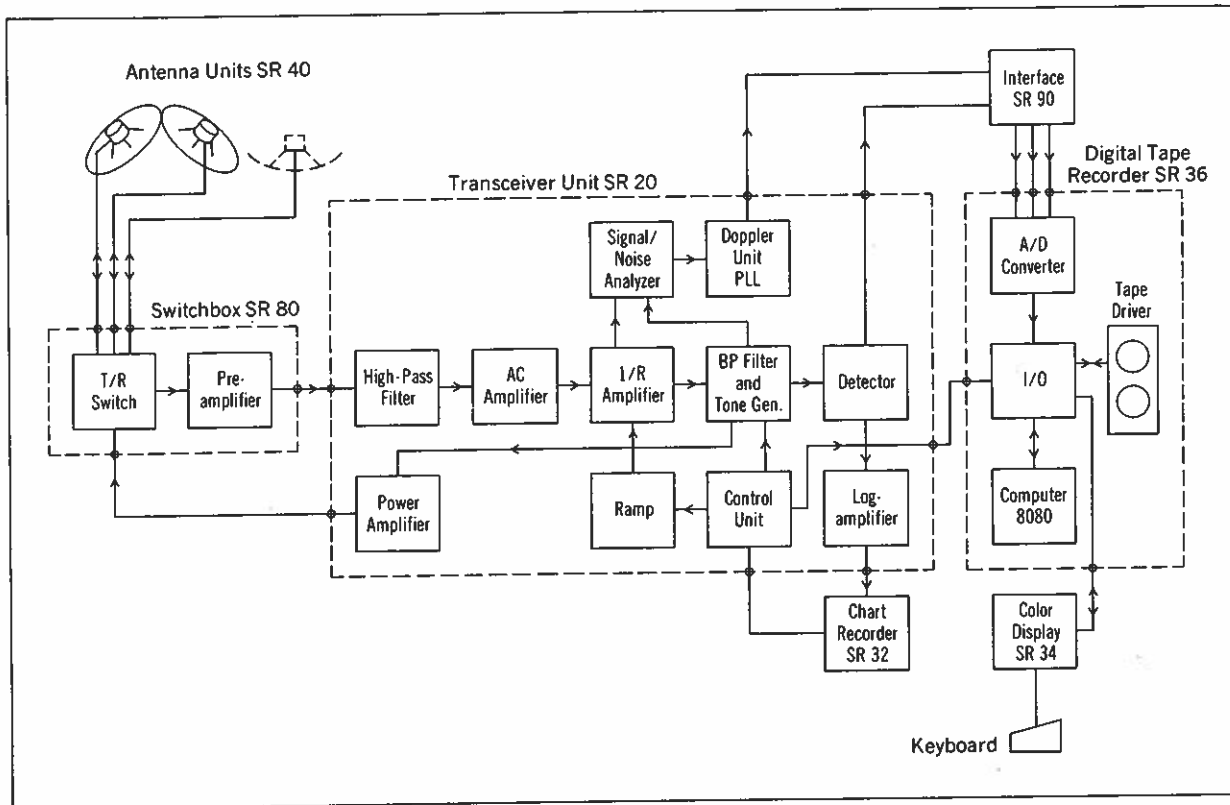 Antenna Units SR 40
Interface
SR 90
Digital Tape
Recorder SR 36
Transceiver Unit SR 20
Signal/
Noise
Analyzer
Doppler
Unit
PLL
A/D
Converter
Tape
Driver
Switchbox SR 80
T/R
Switch
Pre-
amplifier
High-Pass
Filter
AC
Amplifier
1/R
Amplifier
BP Filter
and
Tone Gen.
Detector
I/O
Power
Amplifier
Ramp
Control
Unit
Log-
amplifier
Computer
8080
Chart
Recorder
SR 32
Color
Display
SR 34
Keyboard